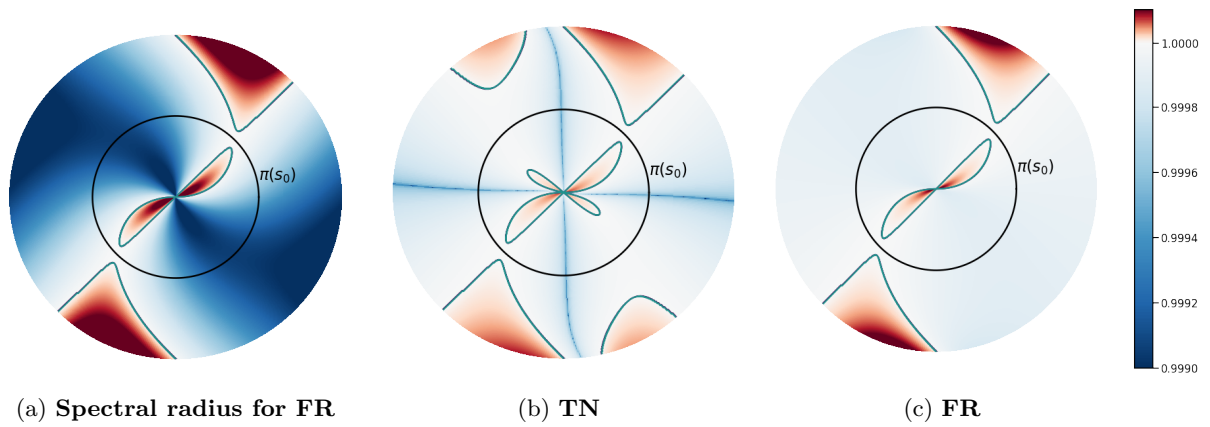 π(s₀)
π(s₀)
π(s₀)
1.0000
0.9998
0.9996
0.9994
0.9992
0.9990
(a) Spectral radius for FR
(b) TN
(c) FR